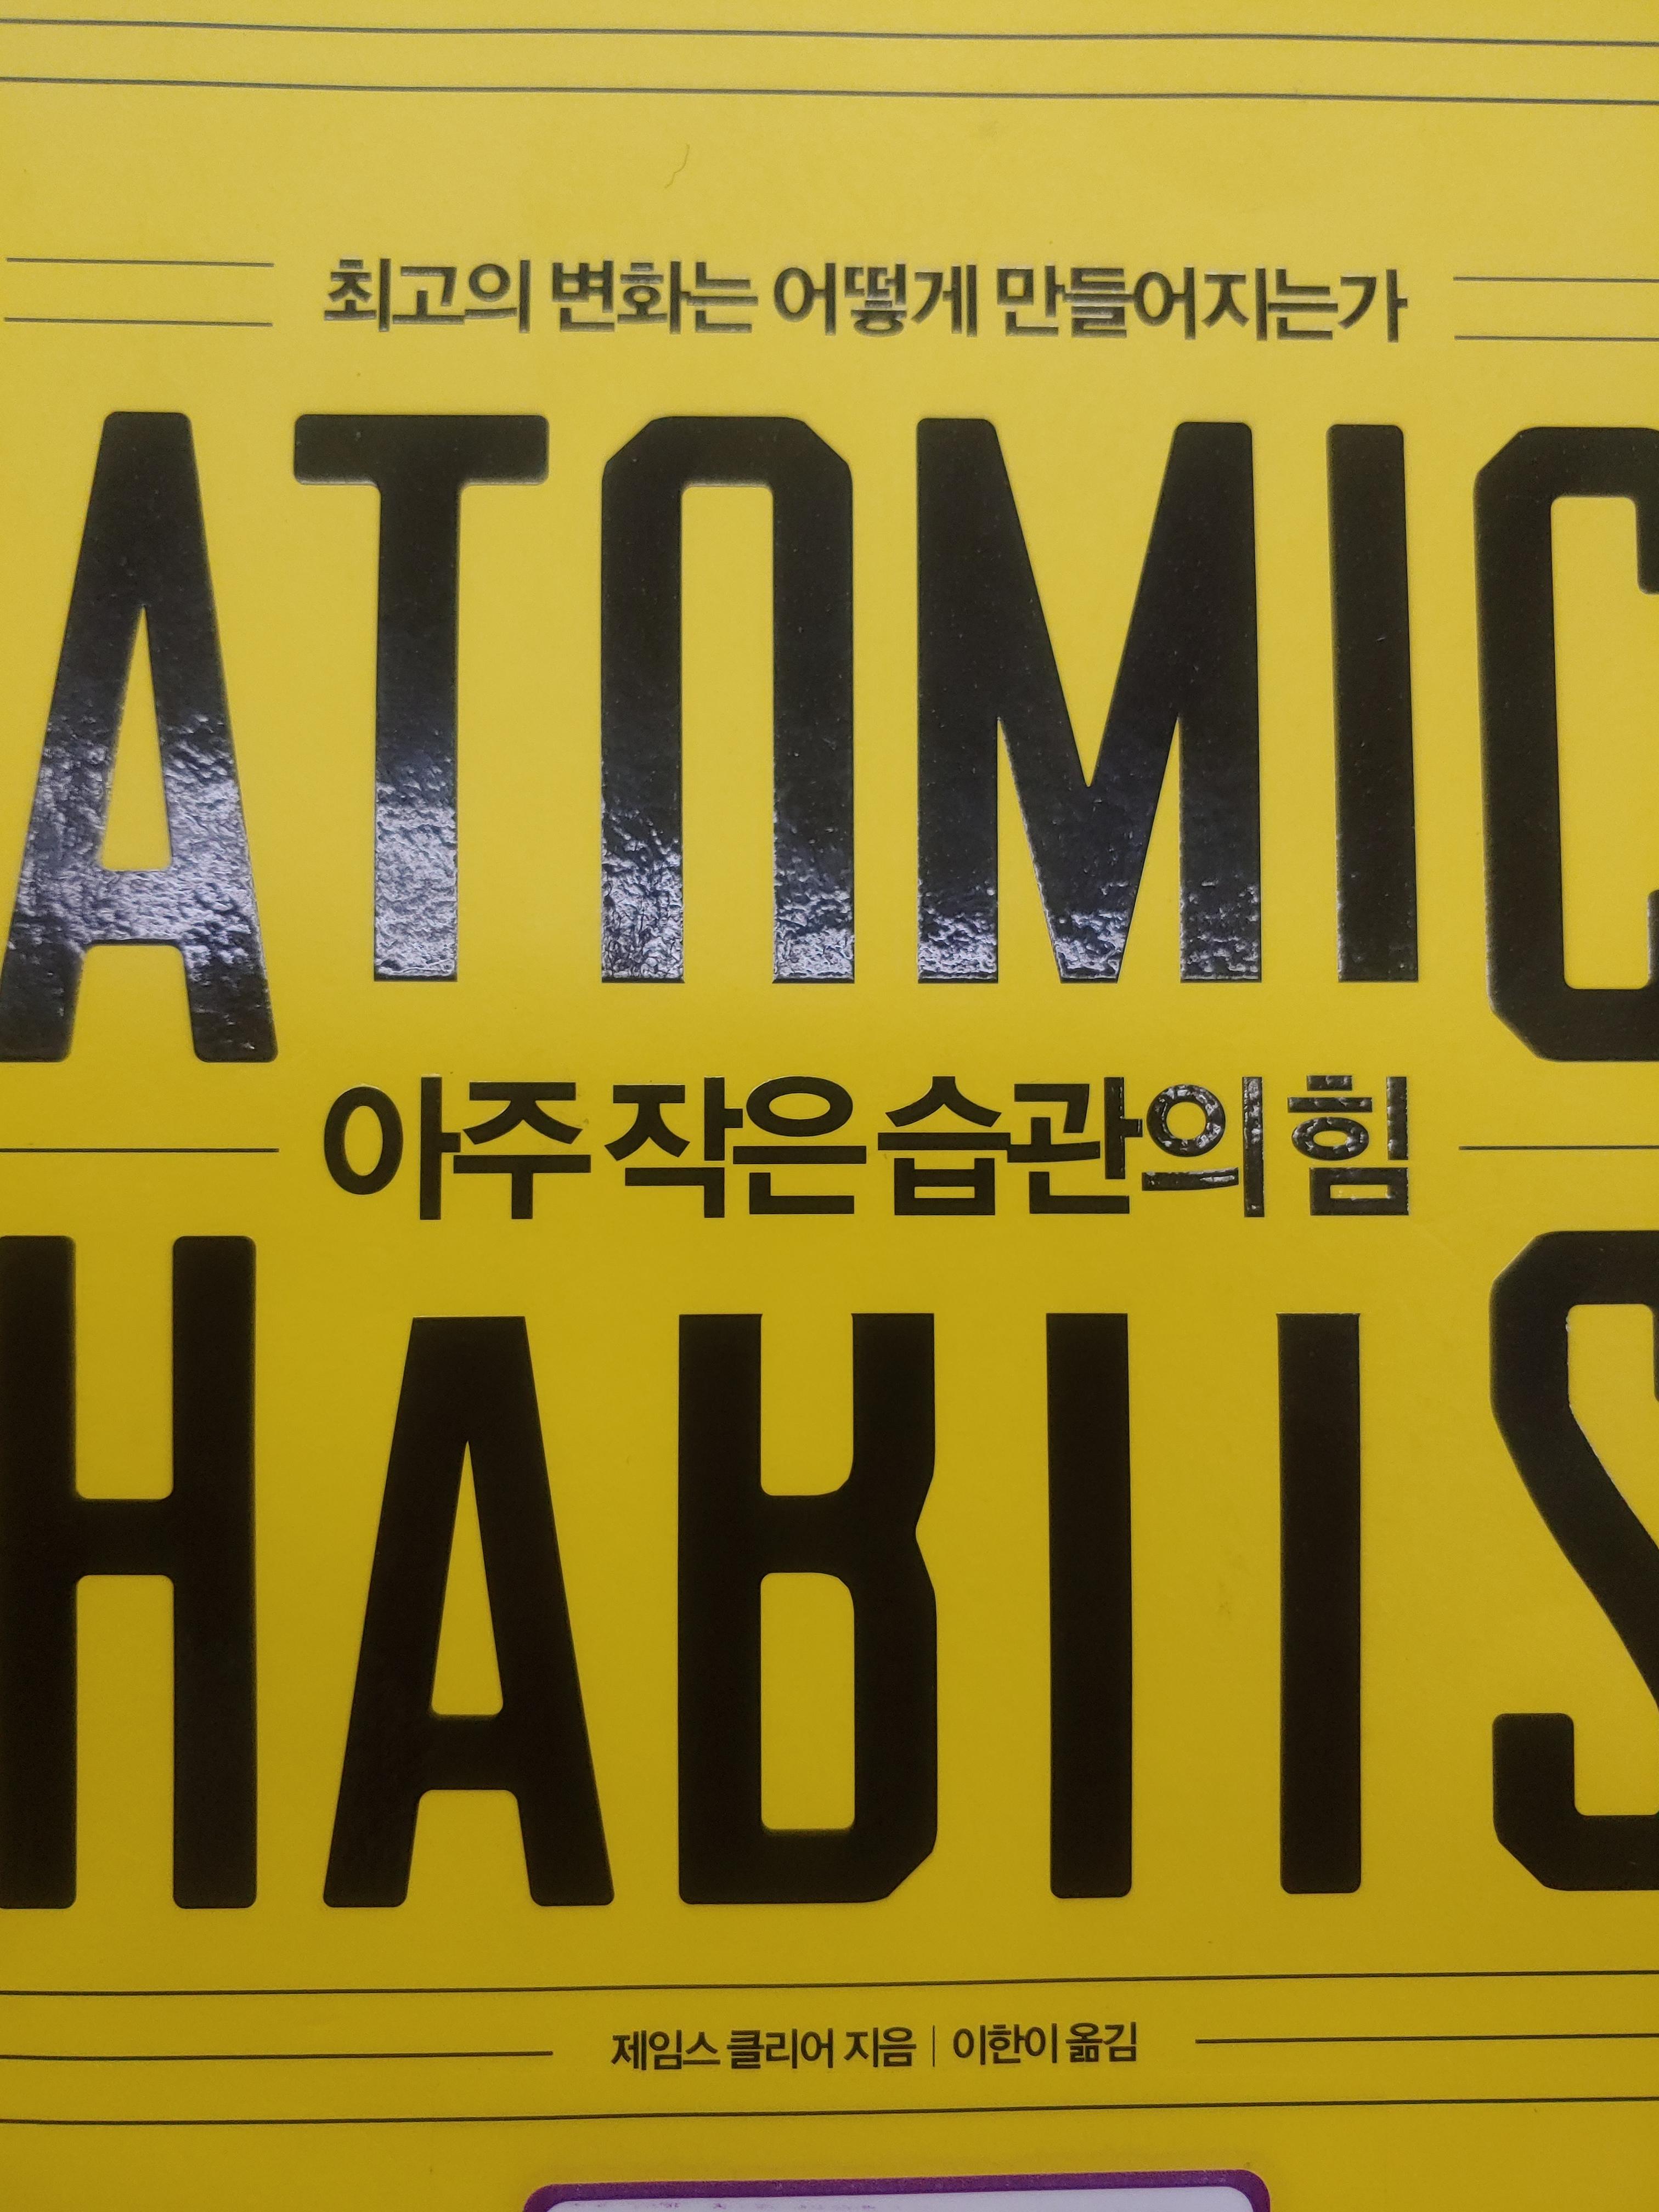 최고의 변화는 어떻게 만들어지는가
ATOMIC
아주 작은 습관의 힘
HABITS
제임스 클리어 지음 | 이한이 옮김